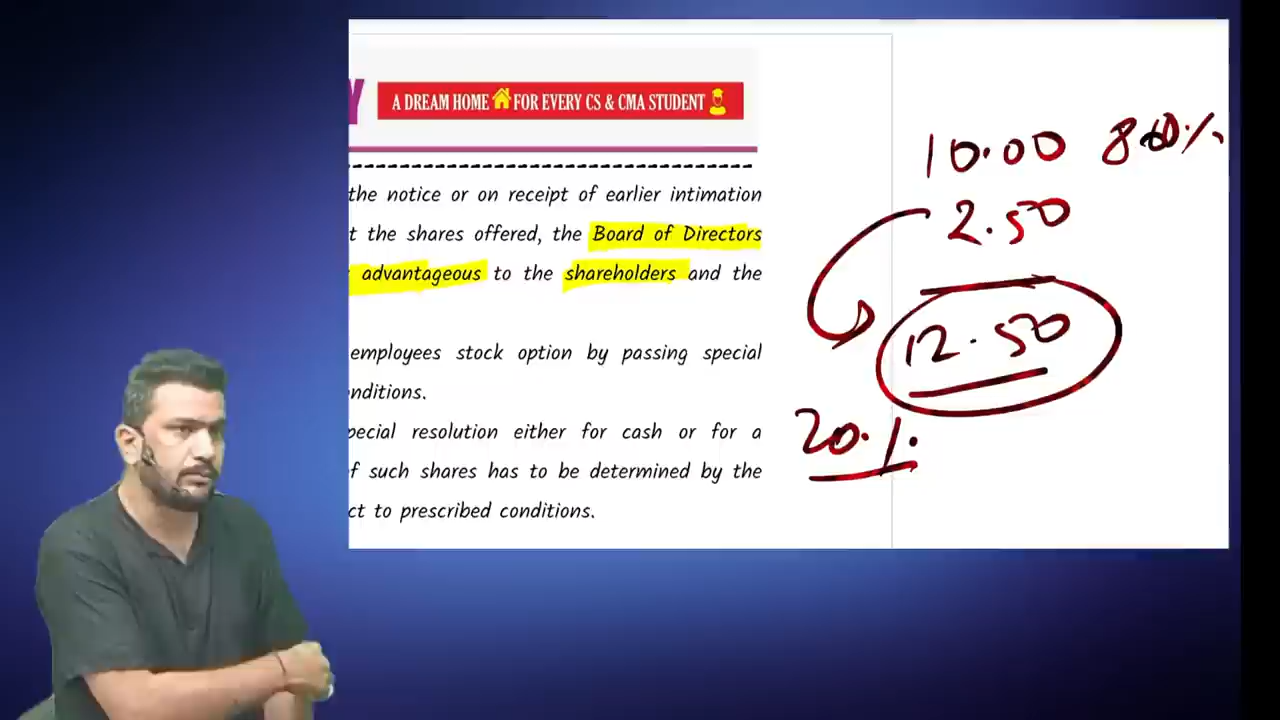 Y A DREAM HOME FOR EVERY CS & CMA STUDENT
the notice or on receipt of earlier intimation
t the shares offered, the Board of Directors
advantageous to the shareholders and the
employees stock option by passing special
nditions.
pecial resolution either for cash or for a
f such shares has to be determined by the
ct to prescribed conditions.
10.00
2.50
12.50
20%